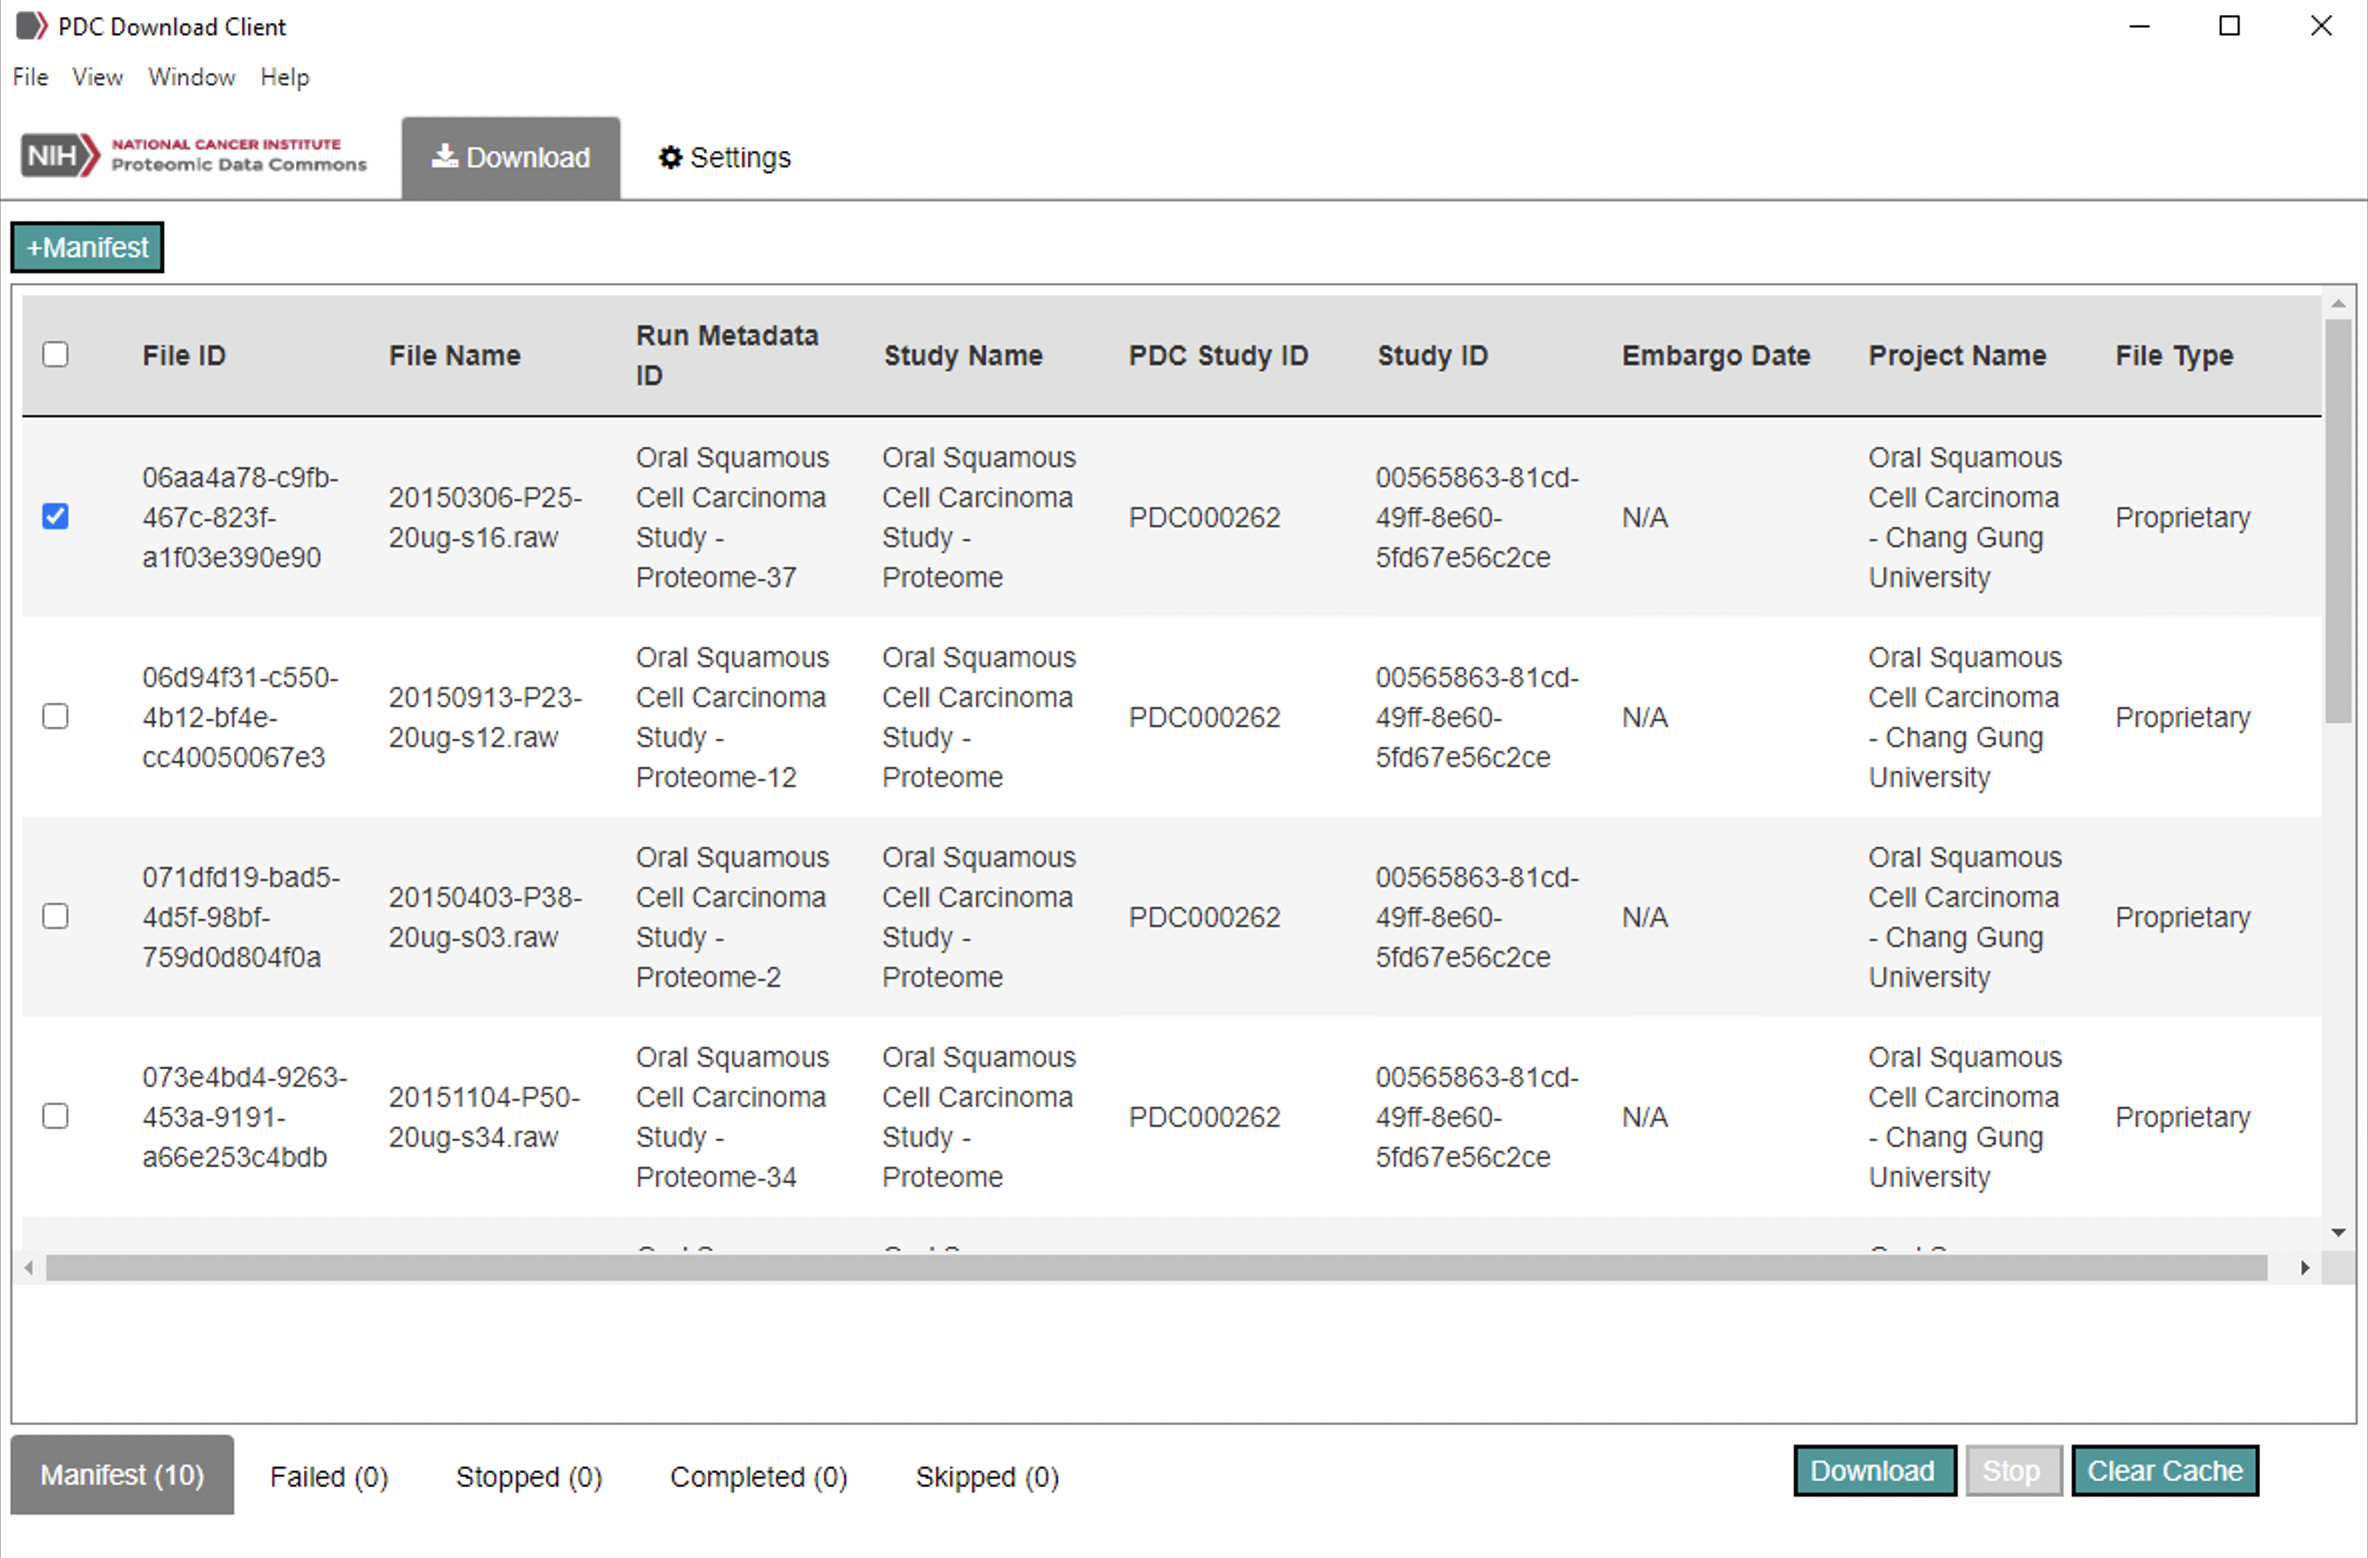 PDC Download Client
File View Window Help
NIH NATIONAL CANCER INSTITUTE
Proteomic Data Commons
Download
Settings
+Manifest
File ID
File Name
Run Metadata
ID
Study Name
PDC Study ID
Study ID
Embargo Date
Project Name
File Type
06aa4a78-c9fb-
467c-823f-
a1f03e390e90
20150306-P25-
20ug-s16.raw
Oral Squamous
Cell Carcinoma
Study -
Proteome-37
Oral Squamous
Cell Carcinoma
Study -
Proteome
PDC000262
00565863-81cd-
49ff-8e60-
5fd67e56c2ce
N/A
Oral Squamous
Cell Carcinoma
- Chang Gung
University
Proprietary
06d94f31-c550-
4b12-bf4e-
cc40050067e3
20150913-P23-
20ug-s12.raw
Oral Squamous
Cell Carcinoma
Study -
Proteome-12
Oral Squamous
Cell Carcinoma
Study -
Proteome
PDC000262
00565863-81cd-
49ff-8e60-
5fd67e56c2ce
N/A
Oral Squamous
Cell Carcinoma
- Chang Gung
University
Proprietary
071dfd19-bad5-
4d5f-98bf-
759d0d804f0a
20150403-P38-
20ug-s03.raw
Oral Squamous
Cell Carcinoma
Study -
Proteome-2
Oral Squamous
Cell Carcinoma
Study -
Proteome
PDC000262
00565863-81cd-
49ff-8e60-
5fd67e56c2ce
N/A
Oral Squamous
Cell Carcinoma
- Chang Gung
University
Proprietary
073e4bd4-9263-
453a-9191-
a66e253c4bdb
20151104-P50-
20ug-s34.raw
Oral Squamous
Cell Carcinoma
Study -
Proteome-34
Oral Squamous
Cell Carcinoma
Study -
Proteome
PDC000262
00565863-81cd-
49ff-8e60-
5fd67e56c2ce
N/A
Oral Squamous
Cell Carcinoma
- Chang Gung
University
Proprietary
Manifest (10)
Failed (0)
Stopped (0)
Completed (0)
Skipped (0)
Download
Stop
Clear Cache